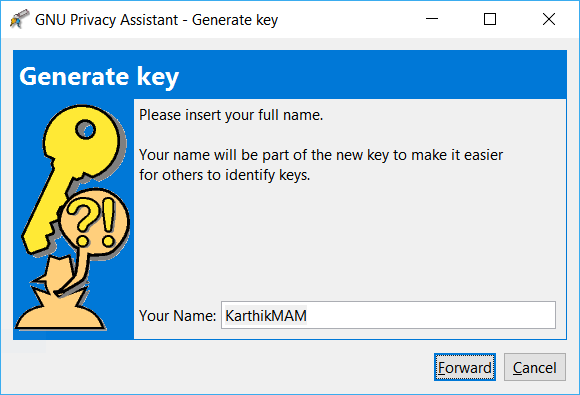 GNU Privacy Assistant - Generate key
Generate key
Please insert your full name.
Your name will be part of the new key to make it easier
for others to identify keys.
?!
Your Name: KarthikMAM
Forward Cancel